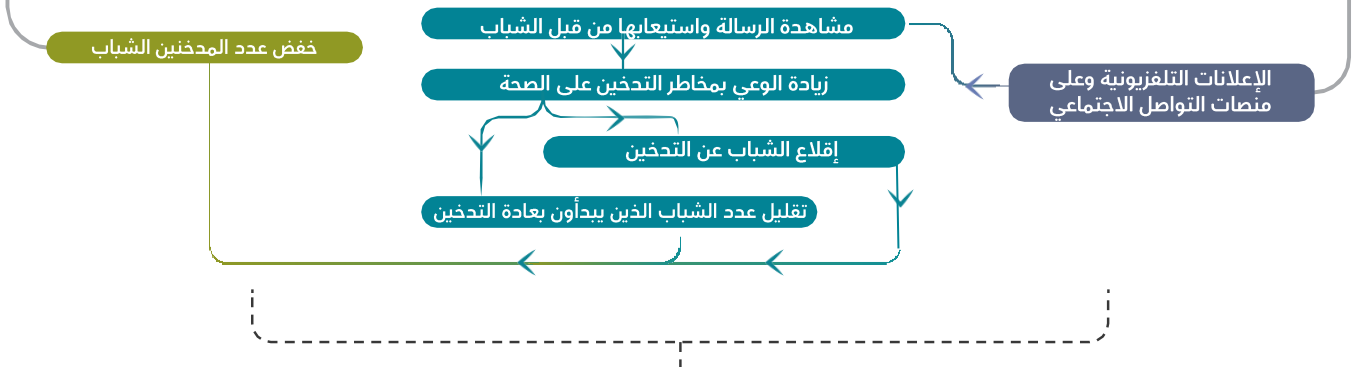 الإعلانات التلفزيونية وعلى
منصات التواصل الاجتماعي
مشاهدة الرسالة واستيعابها من قبل الشباب
زيادة الوعي بمخاطر التدخين على الصحة
إقلاع الشباب عن التدخين
تقليل عدد الشباب الذين يبدأون بعادة التدخين
خفض عدد المدخنين الشباب